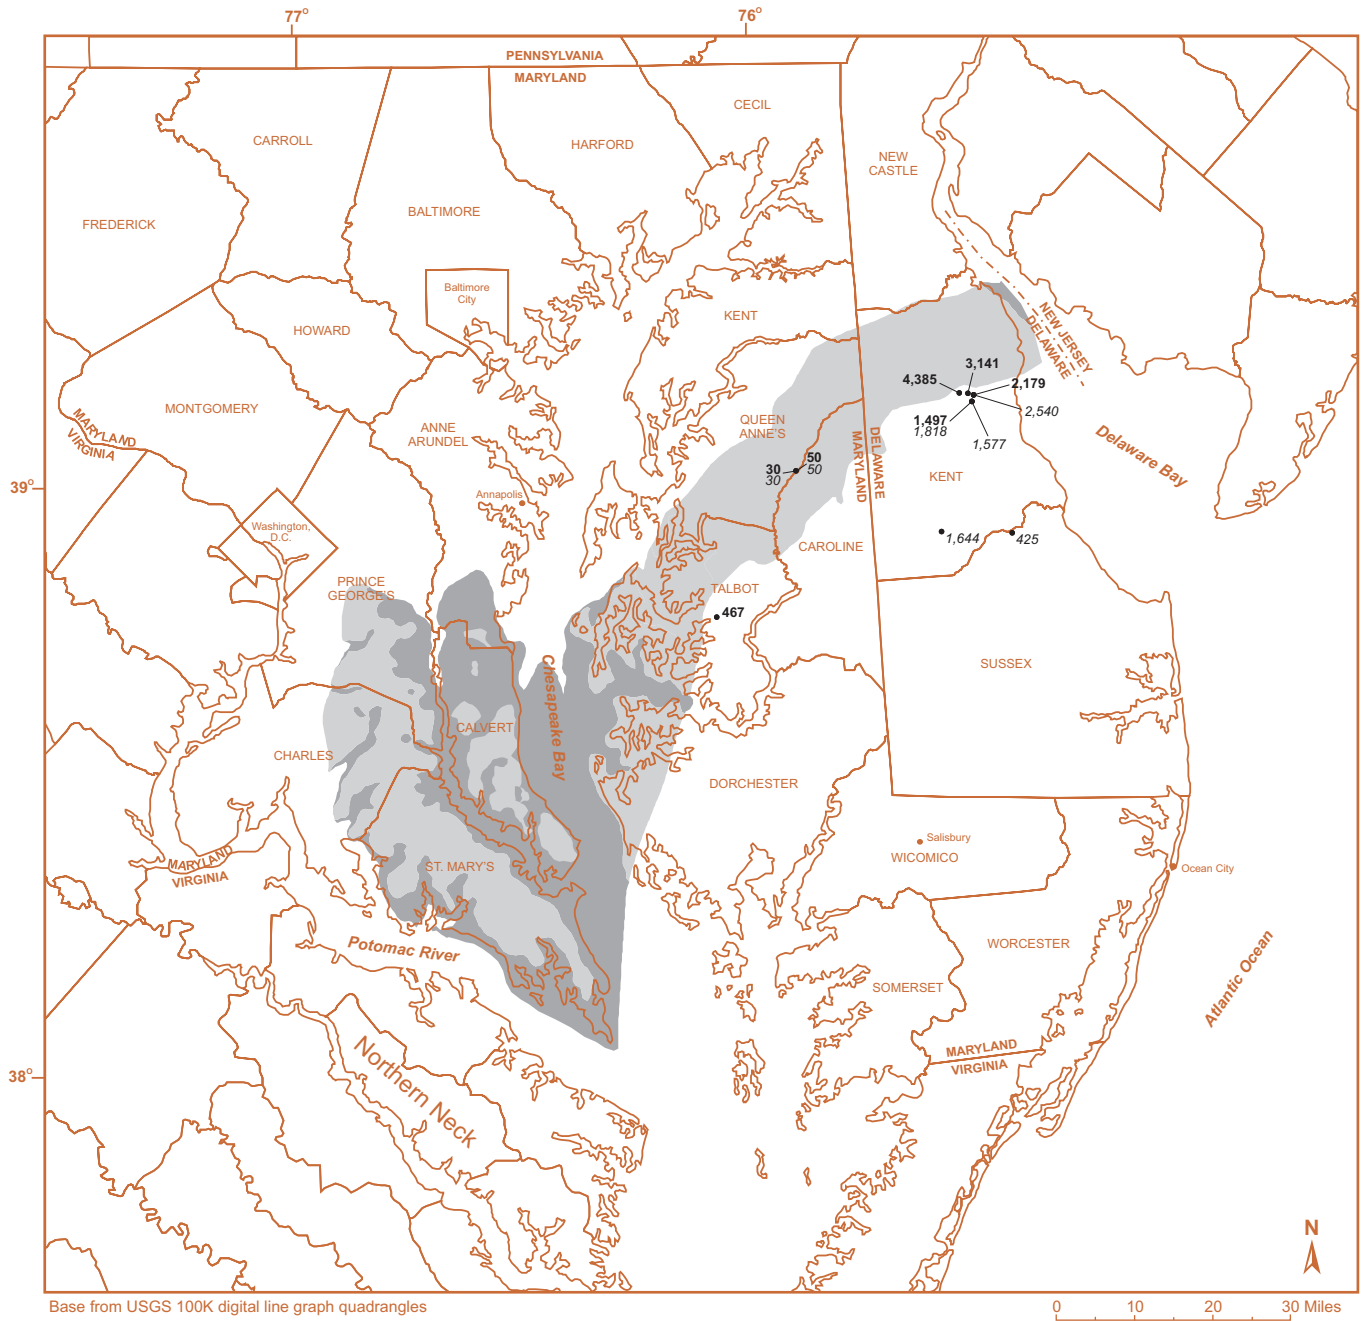 77°
76°
PENNSYLVANIA
MARYLAND
CECIL
CARROLL
HARFORD
NEW
CASTLE
BALTIMORE
FREDERICK
Baltimore
City
KENT
HOWARD
NEW JERSEY
DELAWARE
3,141
4,385
2,179
2,540
1,497
1,818
1,577
MONTGOMERY
MARYLAND
VIRGINIA
ANNE
ARUNDEL
QUEEN
ANNE'S
DELAWARE
MARYLAND
Delaware Bay
30
30
50
50
KENT
39°
Annapolis
Washington,
D.C.
1,644
425
CAROLINE
PRINCE
GEORGE'S
TALBOT
467
SUSSEX
Chesapeake Bay
CALVERT
CHARLES
DORCHESTER
Salisbury
WICOMICO
Ocean City
MARYLAND
VIRGINIA
ST. MARY'S
Potomac River
WORCESTER
SOMERSET
Atlantic Ocean
MARYLAND
VIRGINIA
38°
Northern Neck
N
Base from USGS 100K digital line graph quadrangles
0 10 20 30 Miles